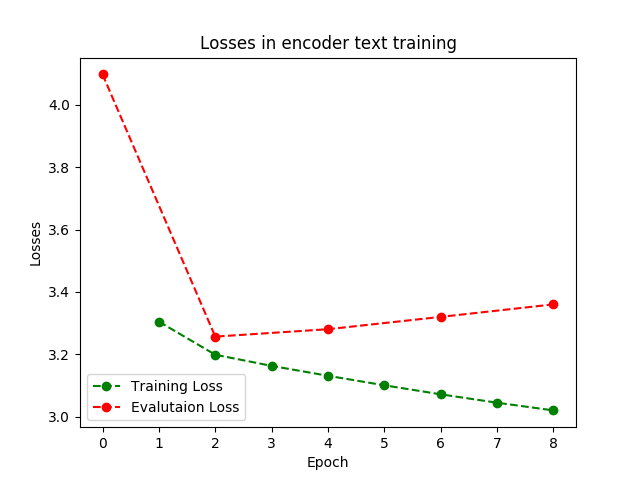 Losses in encoder text training
4.0
3.8
3.6
3.4
3.2
3.0
Losses
Training Loss
Evalutaion Loss
0 1 2 3 4 5 6 7 8
Epoch